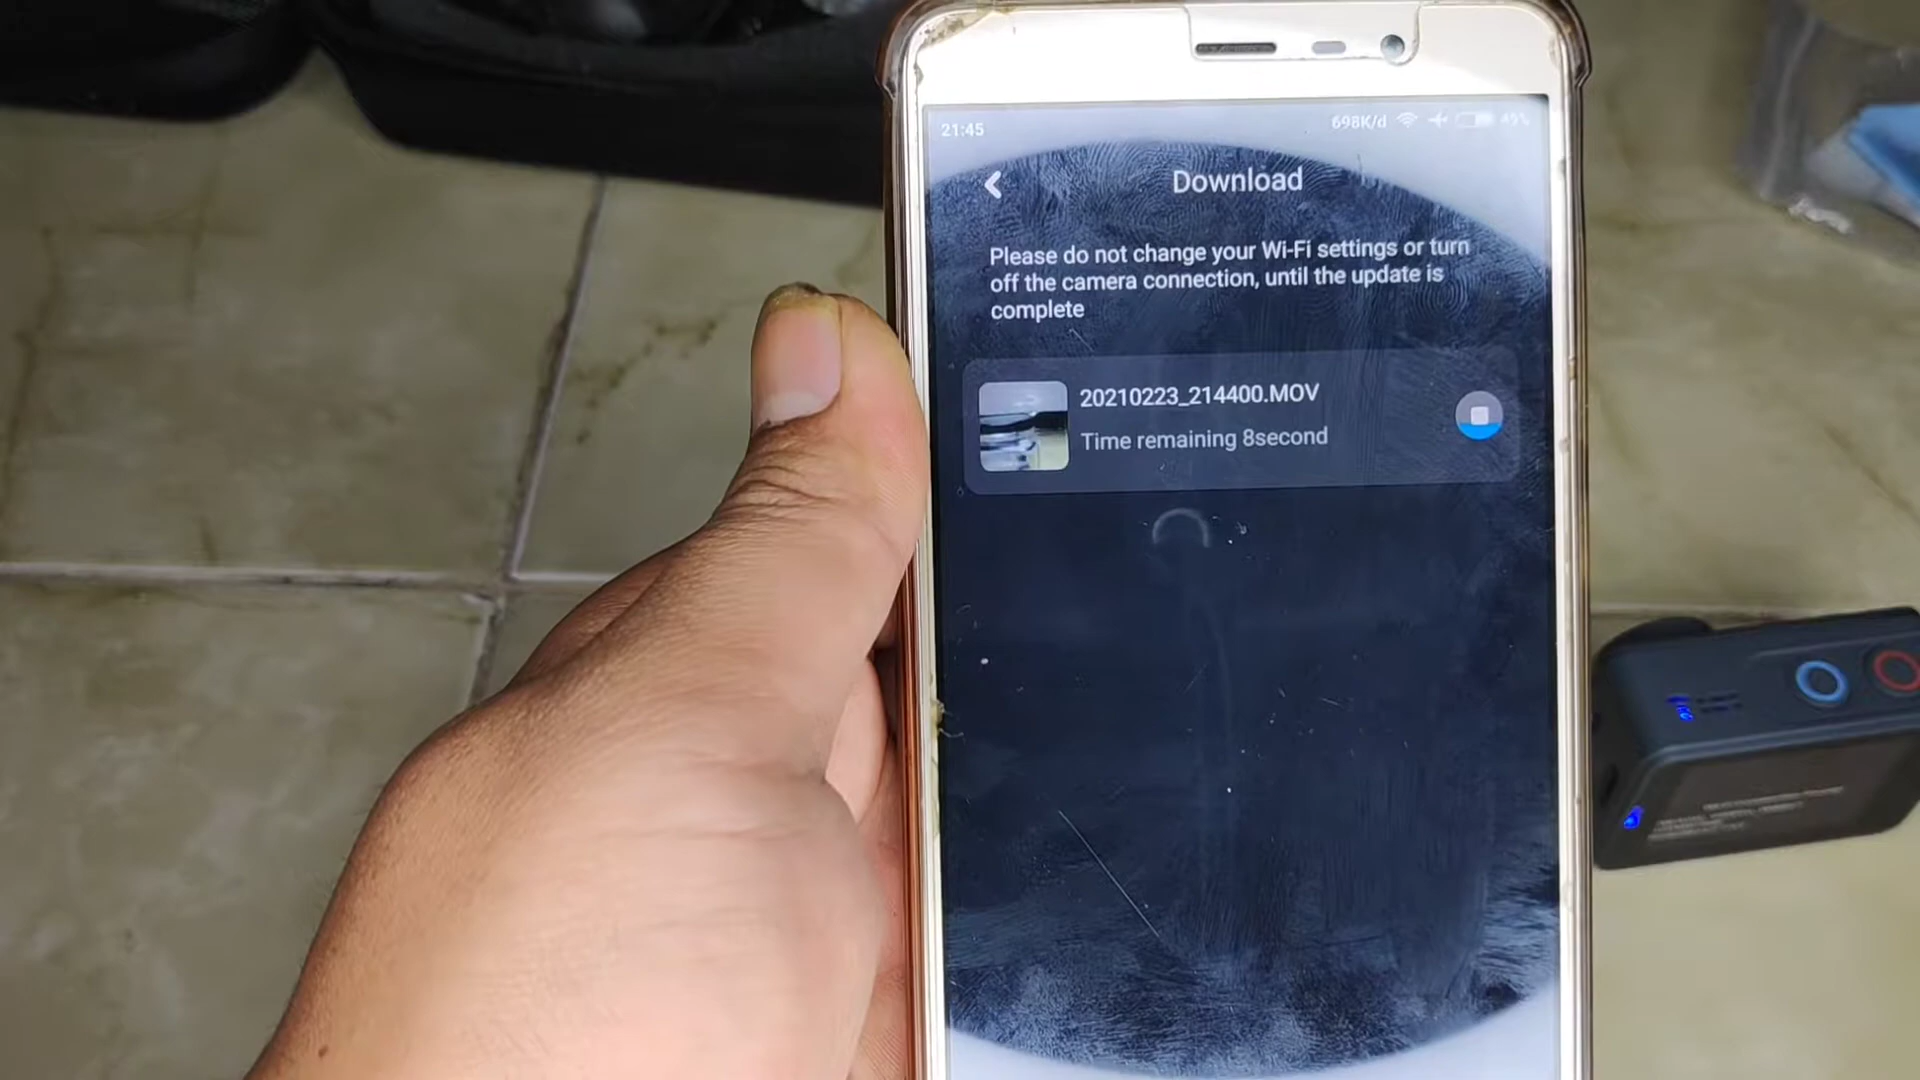 21:45
698K/d
49%
Download
Please do not change your Wi-Fi settings or turn
off the camera connection, until the update is
complete
20210223_214400.MOV
Time remaining 8second